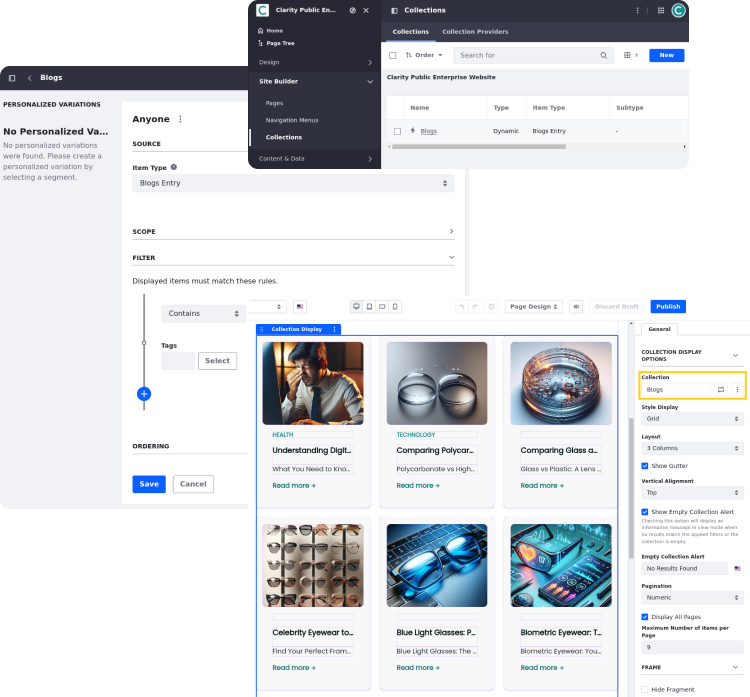 Clarity Public En...
Home
Page Tree
Design
Site Builder
Pages
Navigation Menus
Collections
Content & Data
Collections
Collections
Collection Providers
Order
Search for
New
Clarity Public Enterprise Website
Name
Type
Item Type
Subtype
Blogs
Dynamic
Blogs Entry
-
Blogs
PERSONALIZED VARIATIONS
No Personalized Va...
No personalized variations
were found. Please create a
personalized variation by
selecting a segment.
Anyone
SOURCE
Item Type
Blogs Entry
SCOPE
FILTER
Displayed items must match these rules.
Contains
Tags
Select
ORDERING
Save
Cancel
Page Design
Discard Draft
Publish
Collection Display
HEALTH
Understanding Digit...
What You Need to Kno...
Read more →
TECHNOLOGY
Comparing Polycar...
Polycarbonate vs High...
Read more →
Comparing Glass a...
Glass vs Plastic: A Lens ...
Read more →
Celebrity Eyewear to...
Find Your Perfect Fram...
Read more →
Blue Light Glasses: P...
Blue Light Glasses: The ...
Read more →
Biometric Eyewear: T...
Biometric Eyewear: You...
Read more →
General
COLLECTION DISPLAY
OPTIONS
Collection
Blogs
Style Display
Grid
Layout
3 Columns
Show Gutter
Vertical Alignment
Top
Show Empty Collection Alert
Checking this option will display an
informative message in view mode when
no results match the applied filters or the
collection is empty.
Empty Collection Alert
No Results Found
Pagination
Numeric
Display All Pages
Maximum Number of Items per
Page
9
FRAME
Hide Fragment